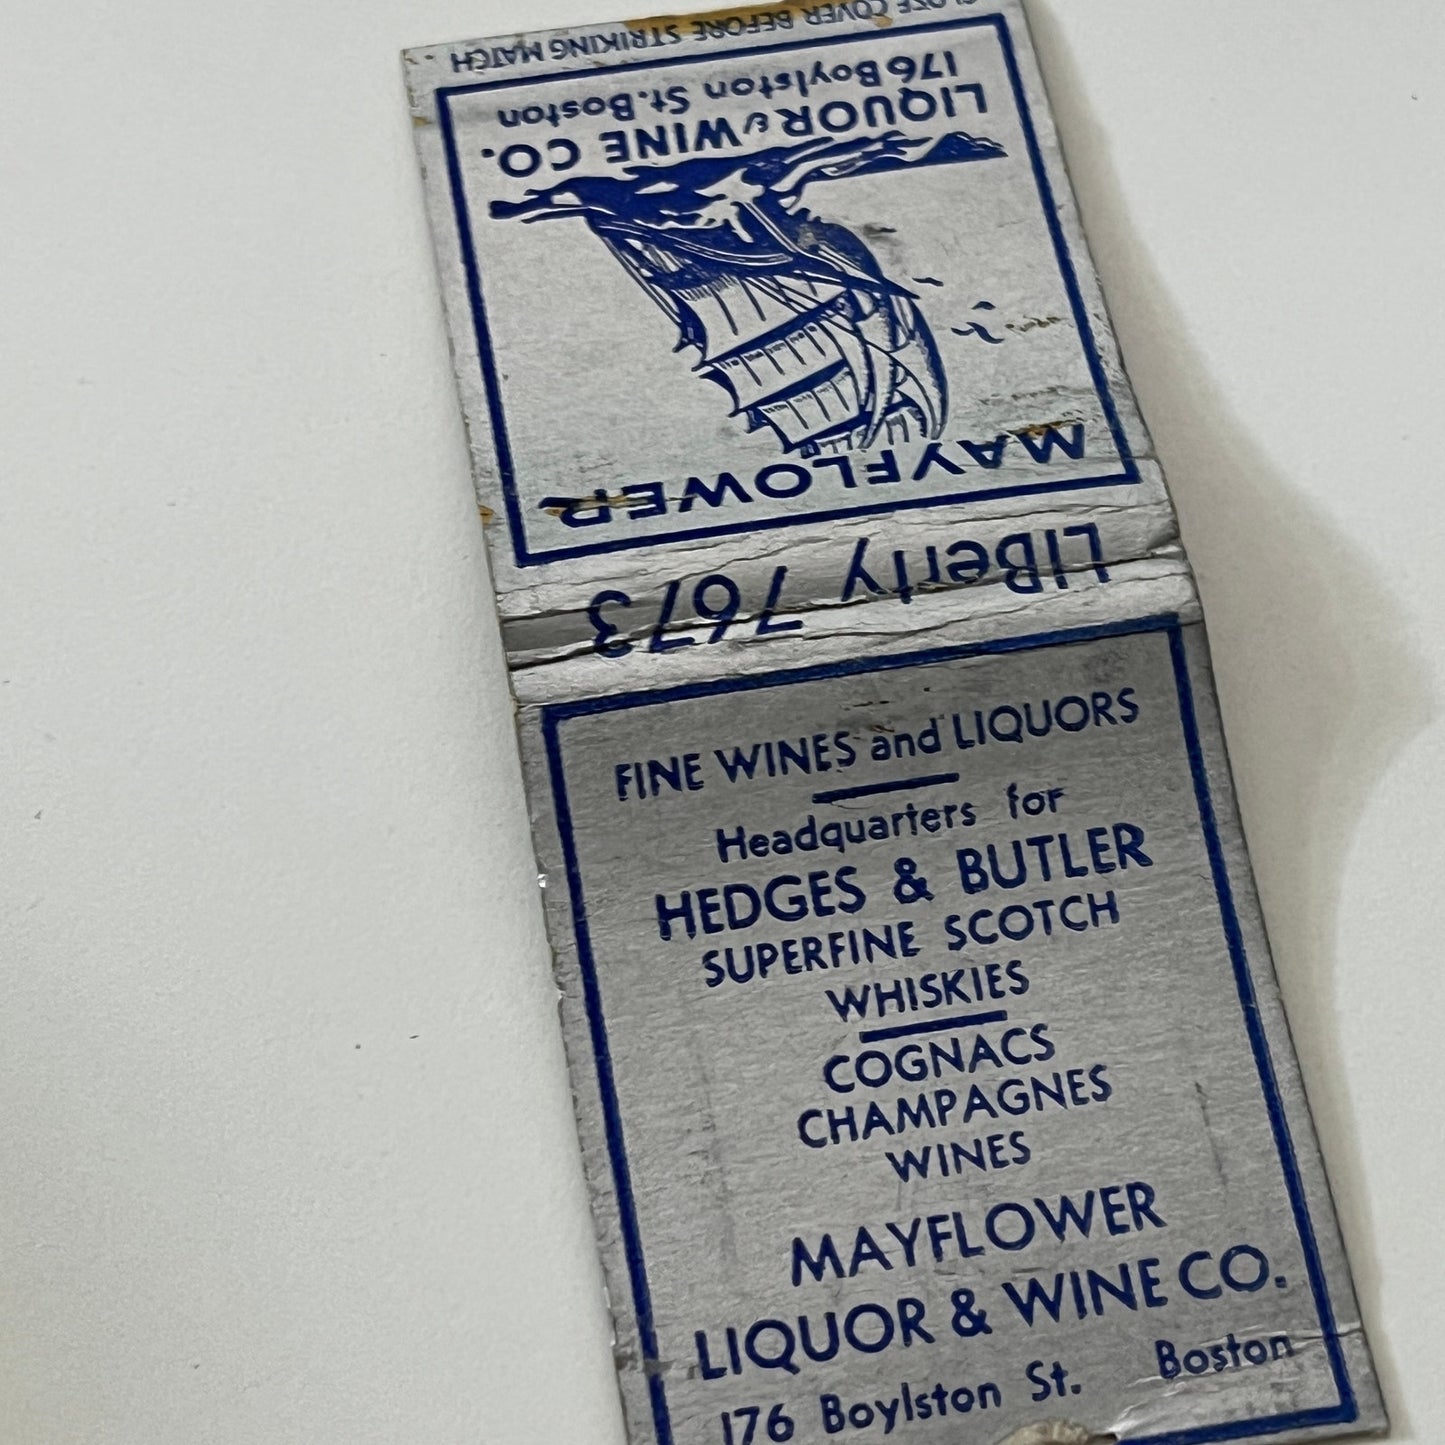 CLOSE COVER BEFORE STRIKING MATCH
MAYFLOWER
LIQUOR & WINE CO.
176 Boylston St. Boston
LIBerty 7673
FINE WINES and LIQUORS
Headquarters for
HEDGES & BUTLER
SUPERFINE SCOTCH
WHISKIES
COGNACS
CHAMPAGNES
WINES
MAYFLOWER
LIQUOR & WINE CO.
176 Boylston St. Boston